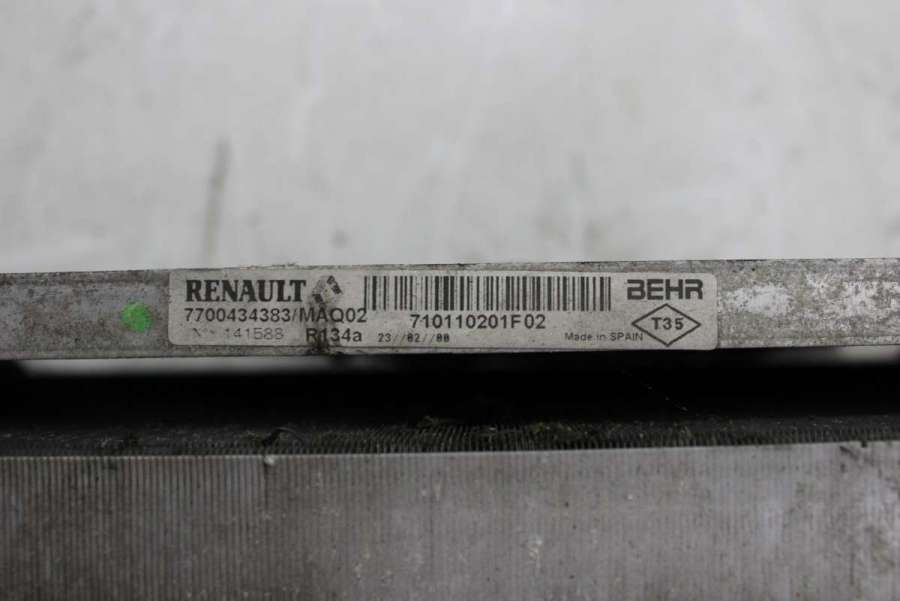 RENAULT BEHR
7700434383/MAQ02 710110201F02 T35
141588 R134a 23//02//00 Made in SPAIN